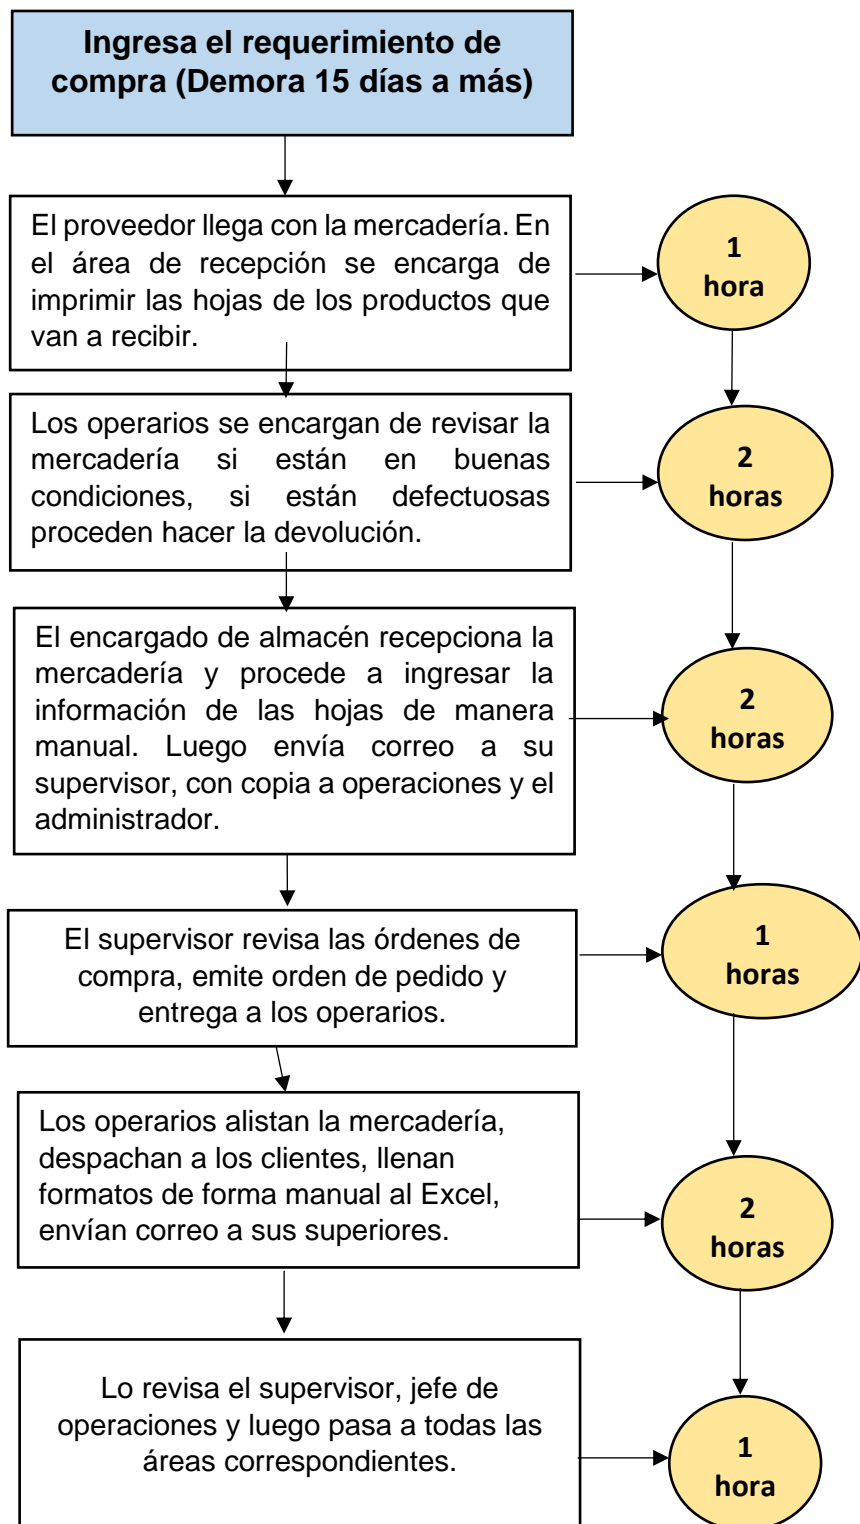 Ingresa el requerimiento de
compra (Demora 15 días a más)
El proveedor llega con la mercadería. En
el área de recepción se encarga de
imprimir las hojas de los productos que
van a recibir.
1
hora
Los operarios se encargan de revisar la
mercadería si están en buenas
condiciones, si están defectuosas
proceden hacer la devolución.
2
horas
El encargado de almacén recepciona la
mercadería y procede a ingresar la
información de las hojas de manera
manual. Luego envía correo a su
supervisor, con copia a operaciones y el
administrador.
2
horas
El supervisor revisa las órdenes de
compra, emite orden de pedido y
entrega a los operarios.
1
horas
Los operarios alistan la mercadería,
despachan a los clientes, llenan
formatos de forma manual al Excel,
envían correo a sus superiores.
2
horas
Lo revisa el supervisor, jefe de
operaciones y luego pasa a todas las
áreas correspondientes.
1
hora